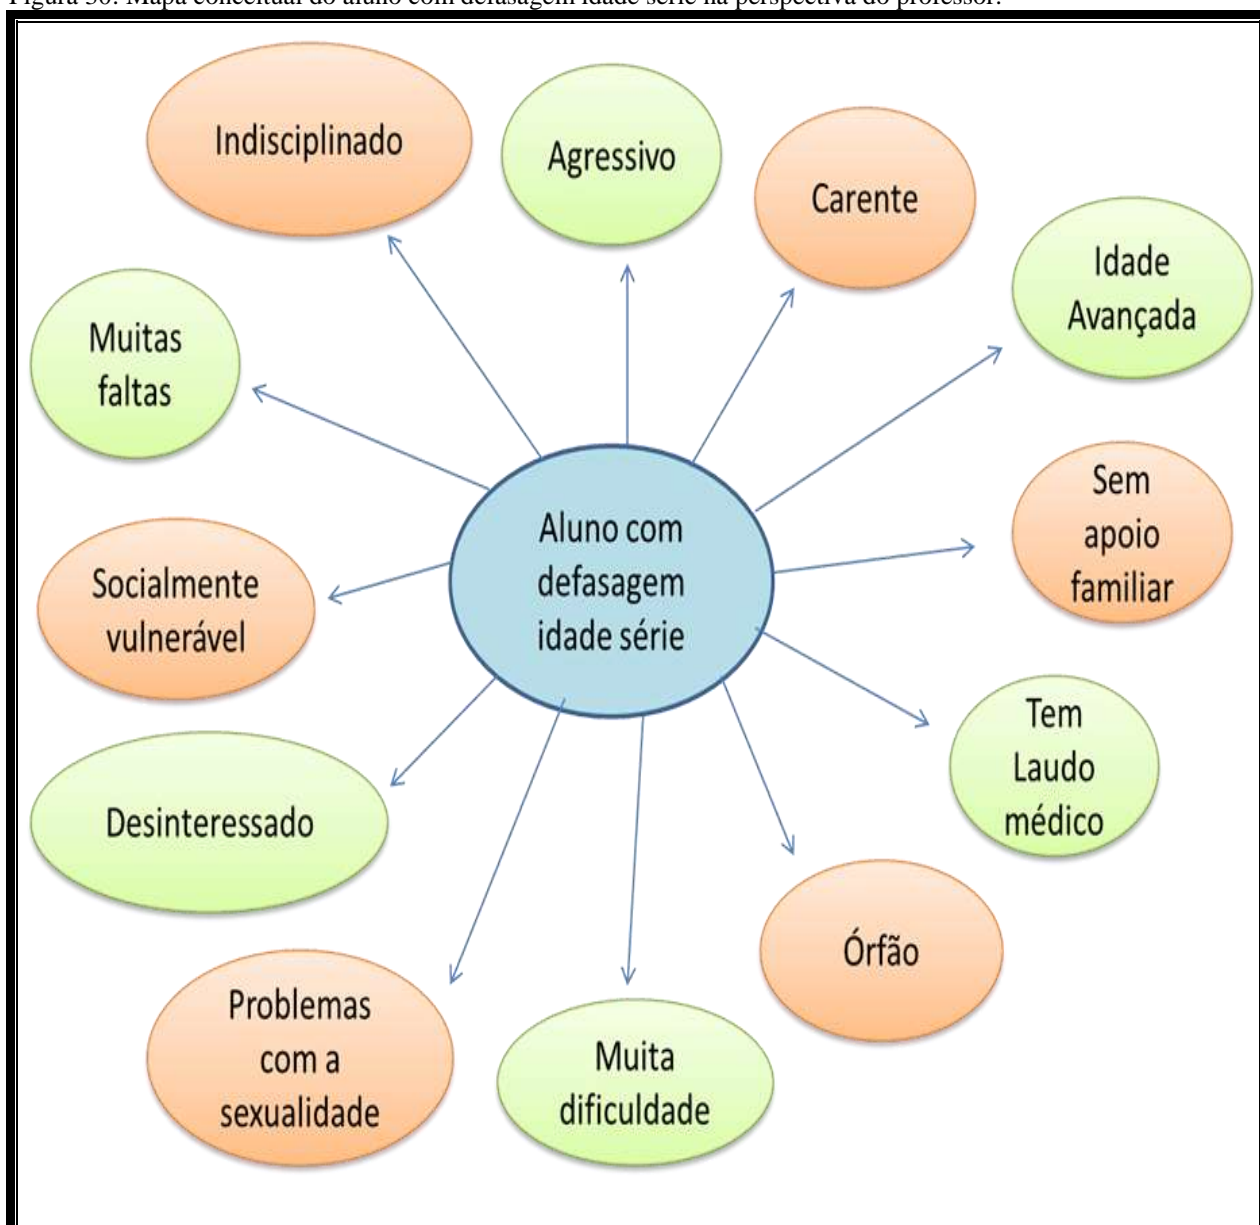 Figura 30: Mapa conceitual do aluno com defasagem idade série na perspectiva do professor.
Indisciplinado
Agressivo
Carente
Idade
Avançada
Muitas
faltas
Sem
apoio
familiar
Aluno com
defasagem
idade série
Socialmente
vulnerável
Tem
Laudo
médico
Desinteressado
Órfão
Problemas
com a
sexualidade
Muita
dificuldade